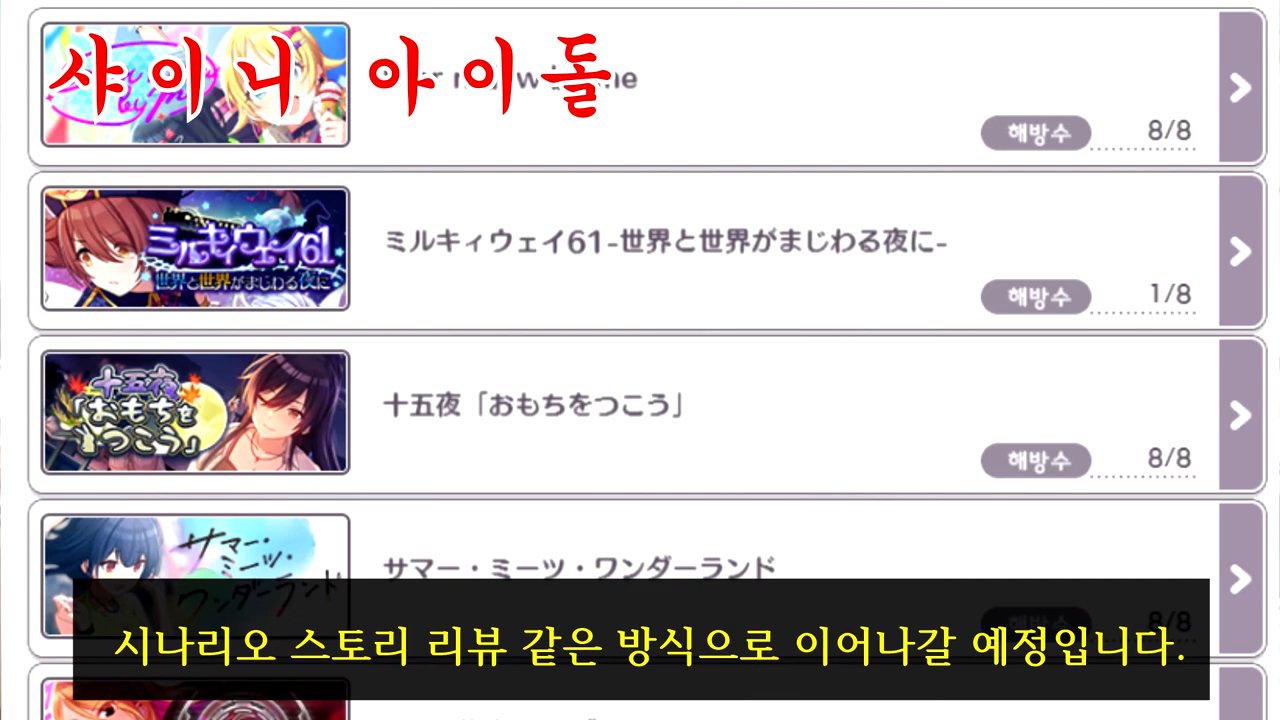 샤이니 아이돌
해방수 8/8
ミルキィウェイ61
世界と世界がまじわる夜に
ミルキィウェイ61-世界と世界がまじわる夜に-
해방수 1/8
十五夜
「おもちを
つこう」
十五夜「おもちをつこう」
해방수 8/8
サマー・
ミーツ・
ワンダーランド
サマー・ミーツ・ワンダーランド
해방수 8/8
시나리오 스토리 리뷰 같은 방식으로 이어나갈 예정입니다.